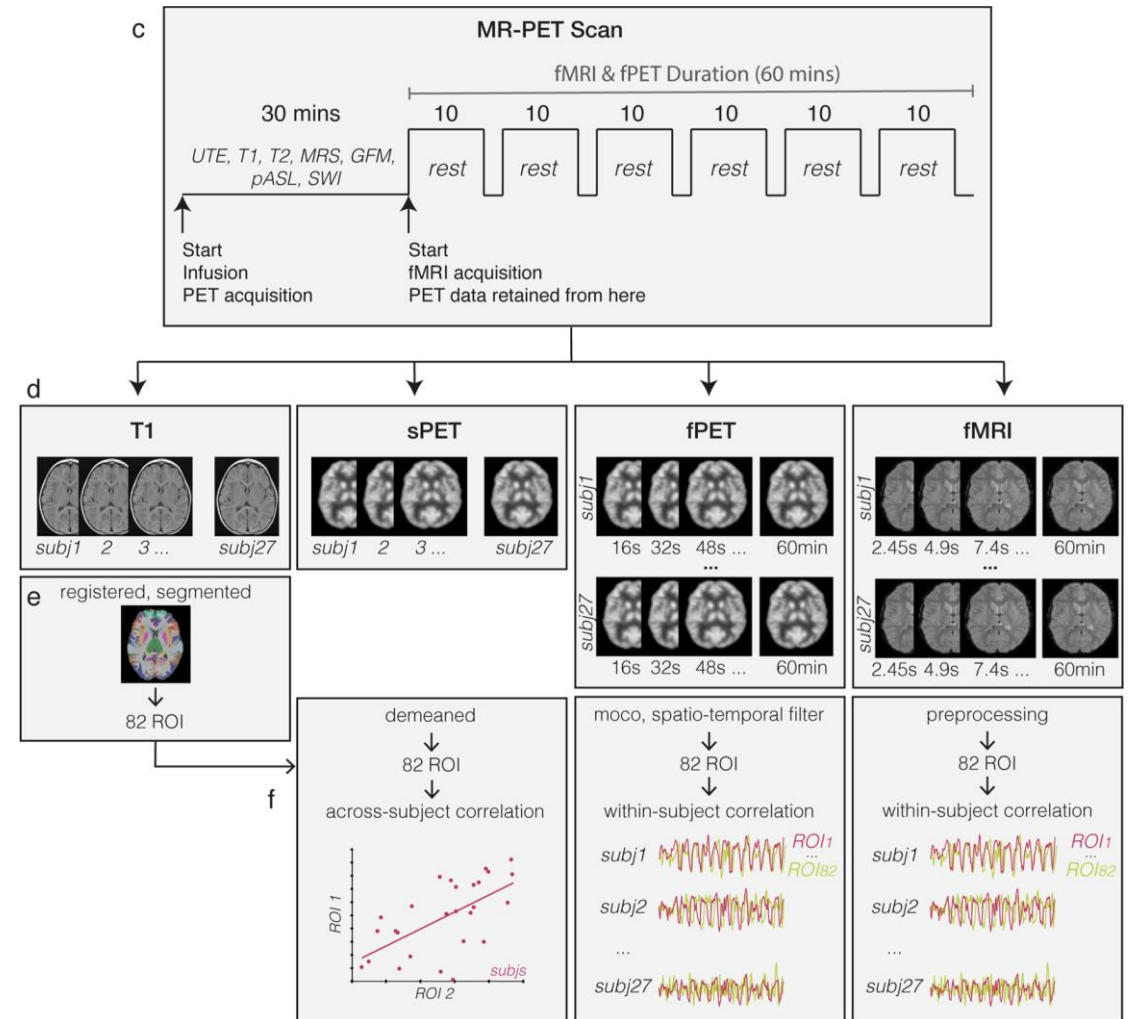 c
MR-PET Scan
fMRI & fPET Duration (60 mins)
30 mins
10 10 10 10 10 10
UTE, T1, T2, MRS, GFM,
pASL, SWI
rest rest rest rest rest rest
Start
Infusion
PET acquisition
Start
fMRI acquisition
PET data retained from here
d
T1
subj1 2 3 ... subj27
sPET
subj1 2 3 ... subj27
fPET
subj1
16s 32s 48s ... 60min
...
subj27
16s 32s 48s ... 60min
fMRI
subj1
2.45s 4.9s 7.4s ... 60min
...
subj27
2.45s 4.9s 7.4s ... 60min
e
registered, segmented
82 ROI
f
demeaned
82 ROI
across-subject correlation
ROI 1
subjs
ROI 2
moco, spatio-temporal filter
82 ROI
within-subject correlation
subj1
ROI1
...
ROI82
subj2
...
subj27
preprocessing
82 ROI
within-subject correlation
subj1
ROI1
...
ROI82
subj2
...
subj27